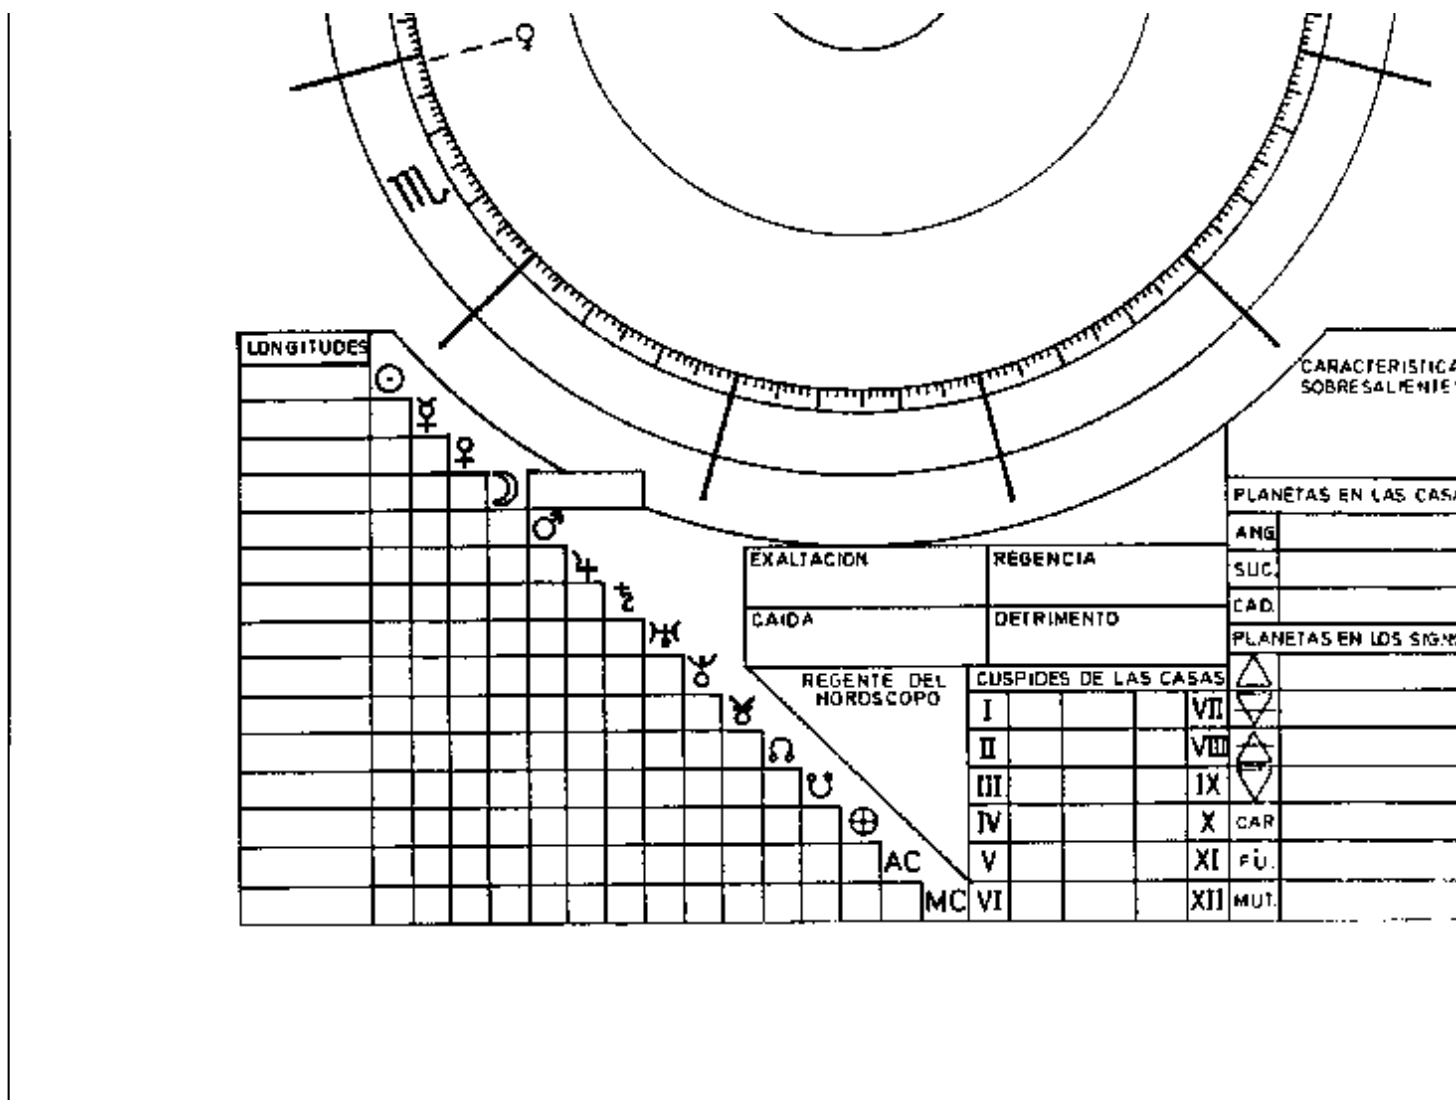 LONGITUDES
CARACTERISTICA
SOBRESALIENTE
PLANETAS EN LAS CASA
ANG
SUC.
CAD.
EXALTACION
REGENCIA
CAIDA
DETRIMENTO
PLANETAS EN LOS SIGN
REGENTE DEL
HOROSCOPO
CUSPIDES DE LAS CASAS
I VII
II VIII
III IX
IV X CAR
AC V XI FIJ.
MC VI XII MUT.